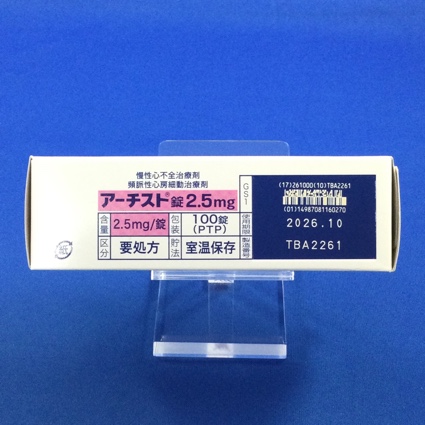 慢性心不全治療剤
頻脈性心房細動治療剤
アーチスト®錠2.5mg
含量 2.5mg/錠 包装 100錠(PTP)
区分 要処方 貯法 室温保存
GS1
(17)261000(10)TBA2261
(01)14987081160270
使用期限 2026.10
製造番号 TBA2261
紙